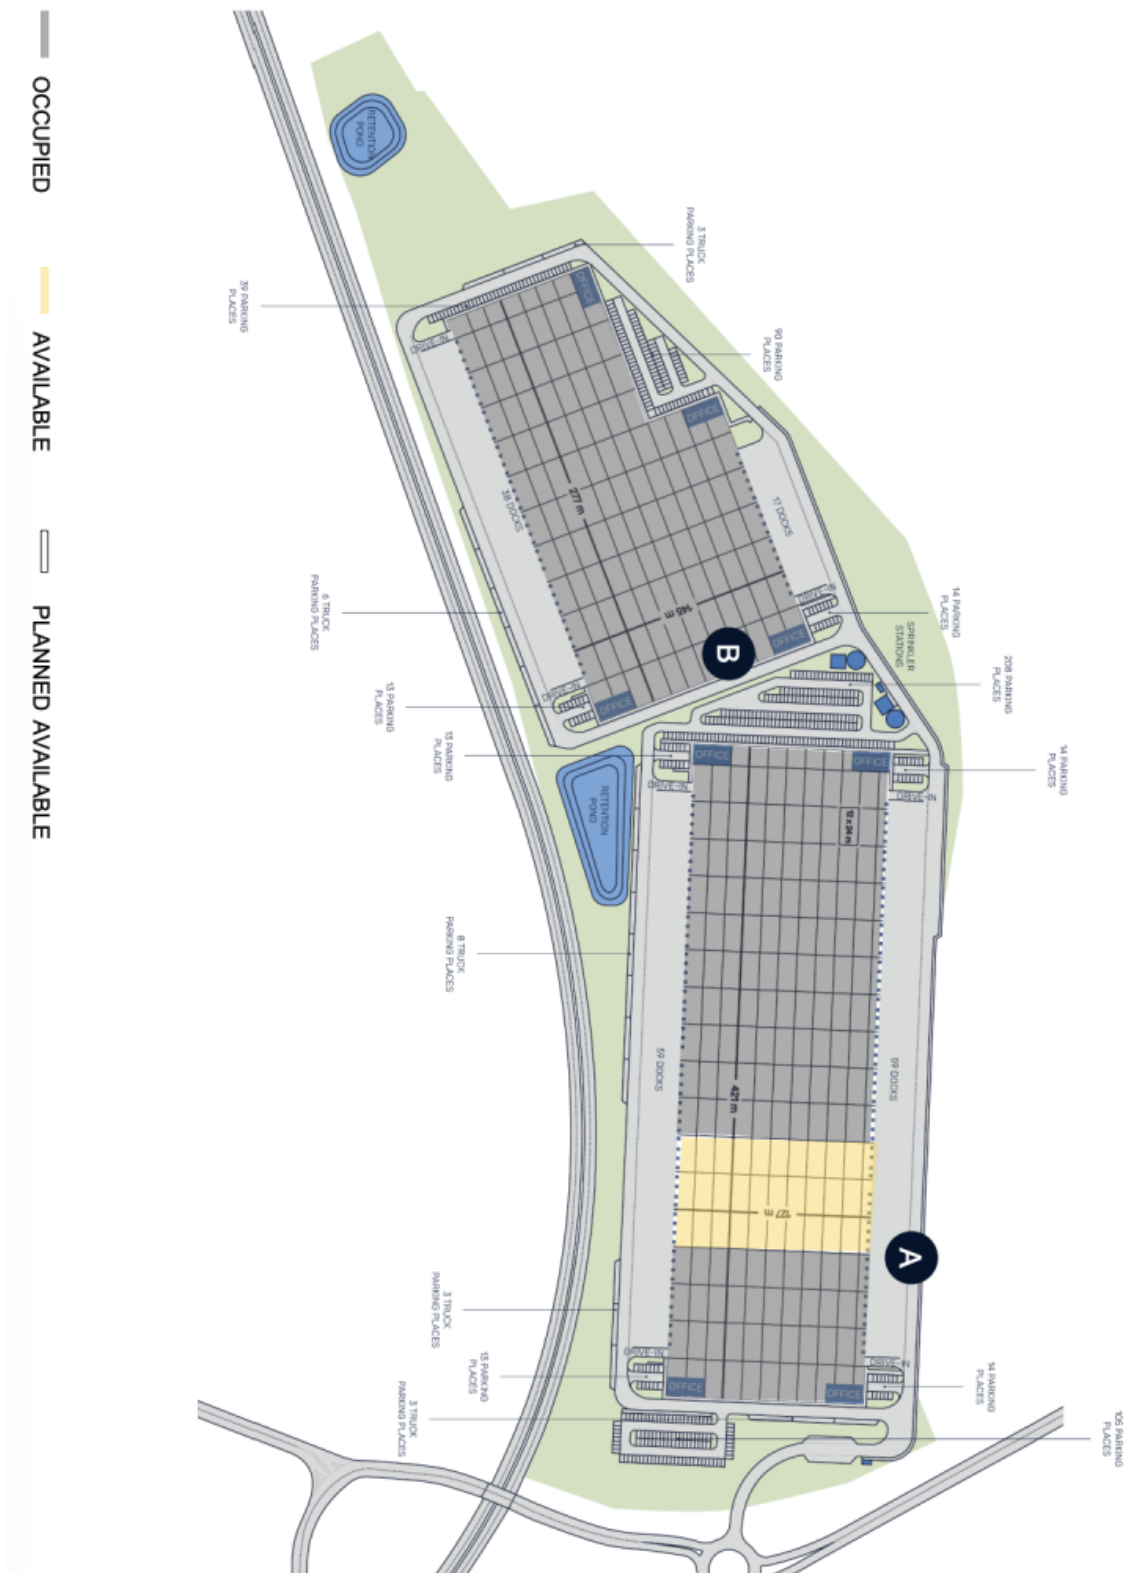 OCCUPIED
AVAILABLE
PLANNED AVAILABLE
RETENTION
POND
3 TRUCK
PARKING PLACES
39 PARKING
PLACES
OFFICE
90 PARKING
PLACES
DRIVE-IN
OFFICE
277 m
38 DOCKS
17 DOCKS
6 TRUCK
PARKING PLACES
145 m
DRIVE-IN
14 PARKING
PLACES
OFFICE
B
SPRINKLER
STATIONS
208 PARKING
PLACES
DRIVE-IN
OFFICE
13 PARKING
PLACES
13 PARKING
PLACES
OFFICE
OFFICE
14 PARKING
PLACES
DRIVE-IN
DRIVE-IN
RETENTION
POND
12 x 24 m
8 TRUCK
PARKING PLACES
59 DOCKS
421 m
59 DOCKS
127 m
A
3 TRUCK
PARKING PLACES
DRIVE-IN
DRIVE-IN
13 PARKING
PLACES
OFFICE
OFFICE
14 PARKING
PLACES
3 TRUCK
PARKING PLACES
105 PARKING
PLACES